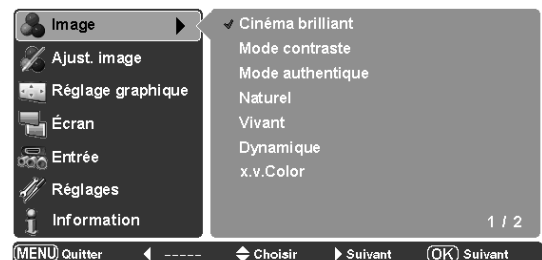 Image
Ajust. image
Réglage graphique
Écran
Entrée
Réglages
Information
✔ Cinéma brilliant
Mode contraste
Mode authentique
Naturel
Vivant
Dynamique
x.v.Color
1 / 2
MENU Quitter ◀ ----- Choisir ▶ Suivant OK Suivant